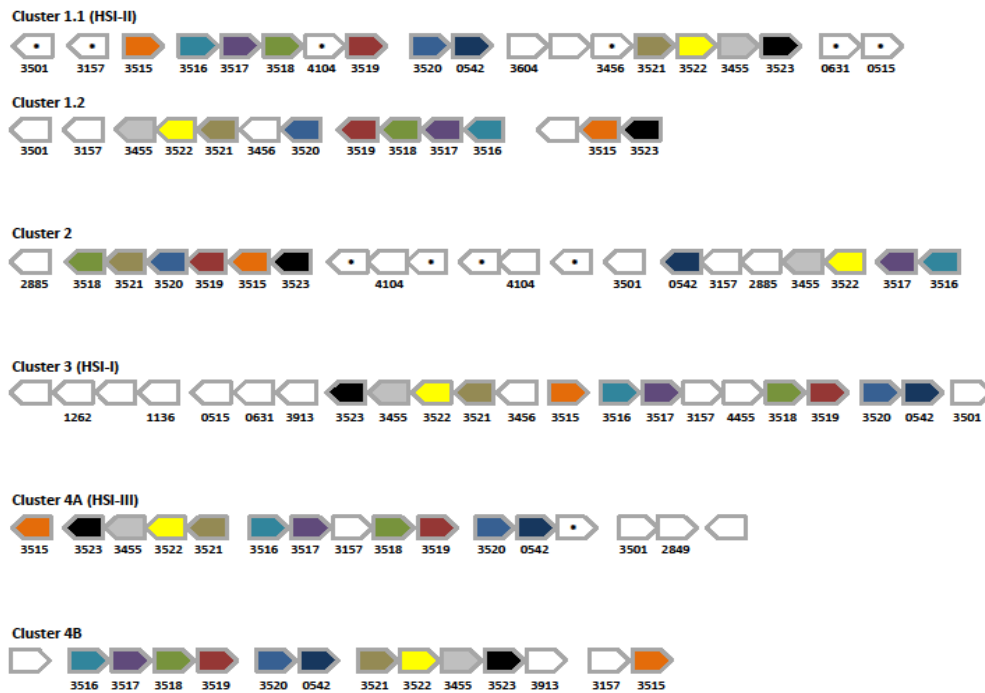 Cluster 1.1 (HSI-II)
3501 3157 3515 3516 3517 3518 4104 3519 3520 0542 3604 3456 3521 3522 3455 3523 0631 0515
Cluster 1.2
3501 3157 3455 3522 3521 3456 3520 3519 3518 3517 3516 3515 3523
Cluster 2
2885 3518 3521 3520 3519 3515 3523 4104 4104 3501 0542 3157 2885 3455 3522 3517 3516
Cluster 3 (HSI-I)
1262 1136 0515 0631 3913 3523 3455 3522 3521 3456 3515 3516 3517 3157 4455 3518 3519 3520 0542 3501
Cluster 4A (HSI-III)
3515 3523 3455 3522 3521 3516 3517 3157 3518 3519 3520 0542 3501 2849
Cluster 4B
3516 3517 3518 3519 3520 0542 3521 3522 3455 3523 3913 3157 3515